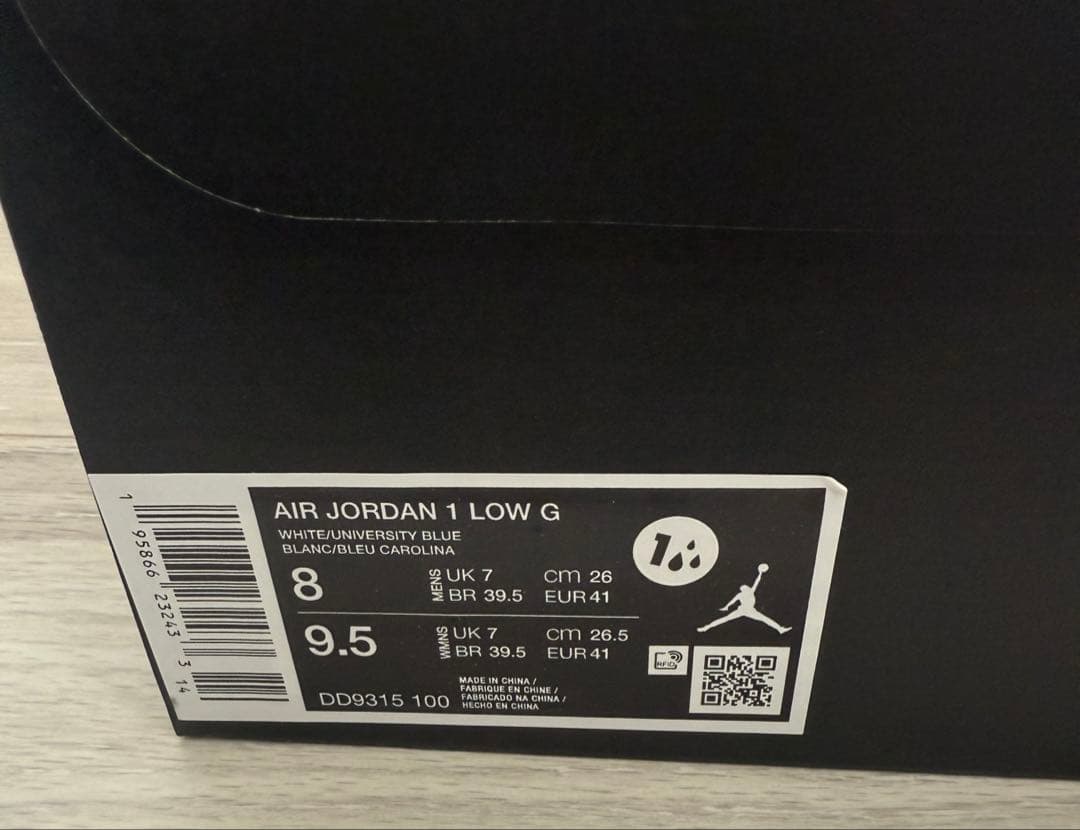 AIR JORDAN 1 LOW G
WHITE/UNIVERSITY BLUE
BLANC/BLEU CAROLINA
8 MENS UK 7 cm 26
BR 39.5 EUR 41
9.5 WMNS UK 7 cm 26.5
BR 39.5 EUR 41
DD9315 100
MADE IN CHINA /
FABRIQUE EN CHINE /
FABRICADO NA CHINA /
HECHO EN CHINA
1
RFID
1 95866 23243 3 14